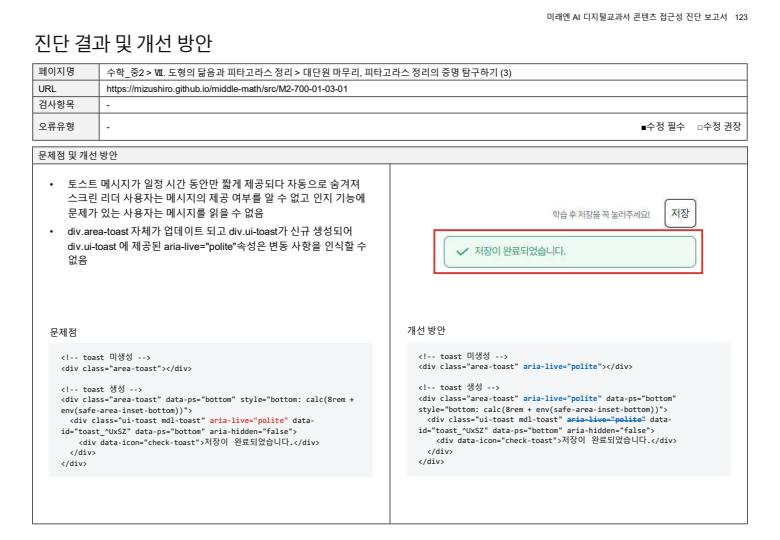 미래엔 AI 디지털교과서 콘텐츠 접근성 진단 보고서 123
진단 결과 및 개선 방안
페이지명 수학_중2 > Ⅶ. 도형의 닮음과 피타고라스 정리 > 대단원 마무리, 피타고라스 정리의 증명 탐구하기 (3)
URL https://mizushiro.github.io/middle-math/src/M2-700-01-03-01
검사항목 -
오류유형 - ■수정 필수 □수정 권장
문제점 및 개선 방안
• 토스트 메시지가 일정 시간 동안만 짧게 제공되다 자동으로 숨겨져
스크린 리더 사용자는 메시지의 제공 여부를 알 수 없고 인지 기능에
문제가 있는 사용자는 메시지를 읽을 수 없음
• div.area-toast 자체가 업데이트 되고 div.ui-toast가 신규 생성되어
div.ui-toast 에 제공된 aria-live="polite"속성은 변동 사항을 인식할 수
없음
학습 후 저장을 꼭 눌러주세요! 저장
저장이 완료되었습니다.
문제점
<!-- toast 미생성 -->
<div class="area-toast"></div>
<!-- toast 생성 -->
<div class="area-toast" data-ps="bottom" style="bottom: calc(8rem +
env(safe-area-inset-bottom))">
<div class="ui-toast mdl-toast" aria-live="polite" data-
id="toast_^UxSZ" data-ps="bottom" aria-hidden="false">
<div data-icon="check-toast">저장이 완료되었습니다.</div>
</div>
</div>
개선 방안
<!-- toast 미생성 -->
<div class="area-toast" aria-live="polite"></div>
<!-- toast 생성 -->
<div class="area-toast" aria-live="polite" data-ps="bottom"
style="bottom: calc(8rem + env(safe-area-inset-bottom))">
<div class="ui-toast mdl-toast" aria-live="polite" data-
id="toast_^UxSZ" data-ps="bottom" aria-hidden="false">
<div data-icon="check-toast">저장이 완료되었습니다.</div>
</div>
</div>